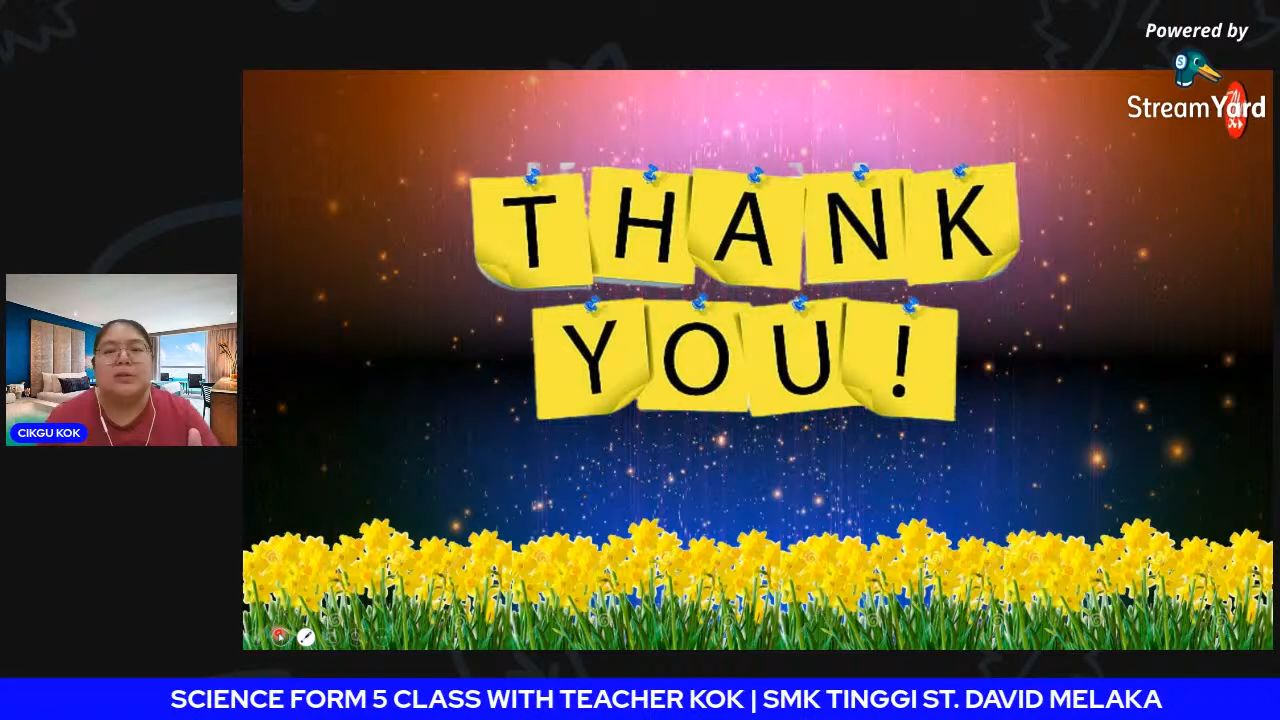 Powered by
StreamYard
THANK
YOU!
CIKGU KOK
SCIENCE FORM 5 CLASS WITH TEACHER KOK | SMK TINGGI ST. DAVID MELAKA